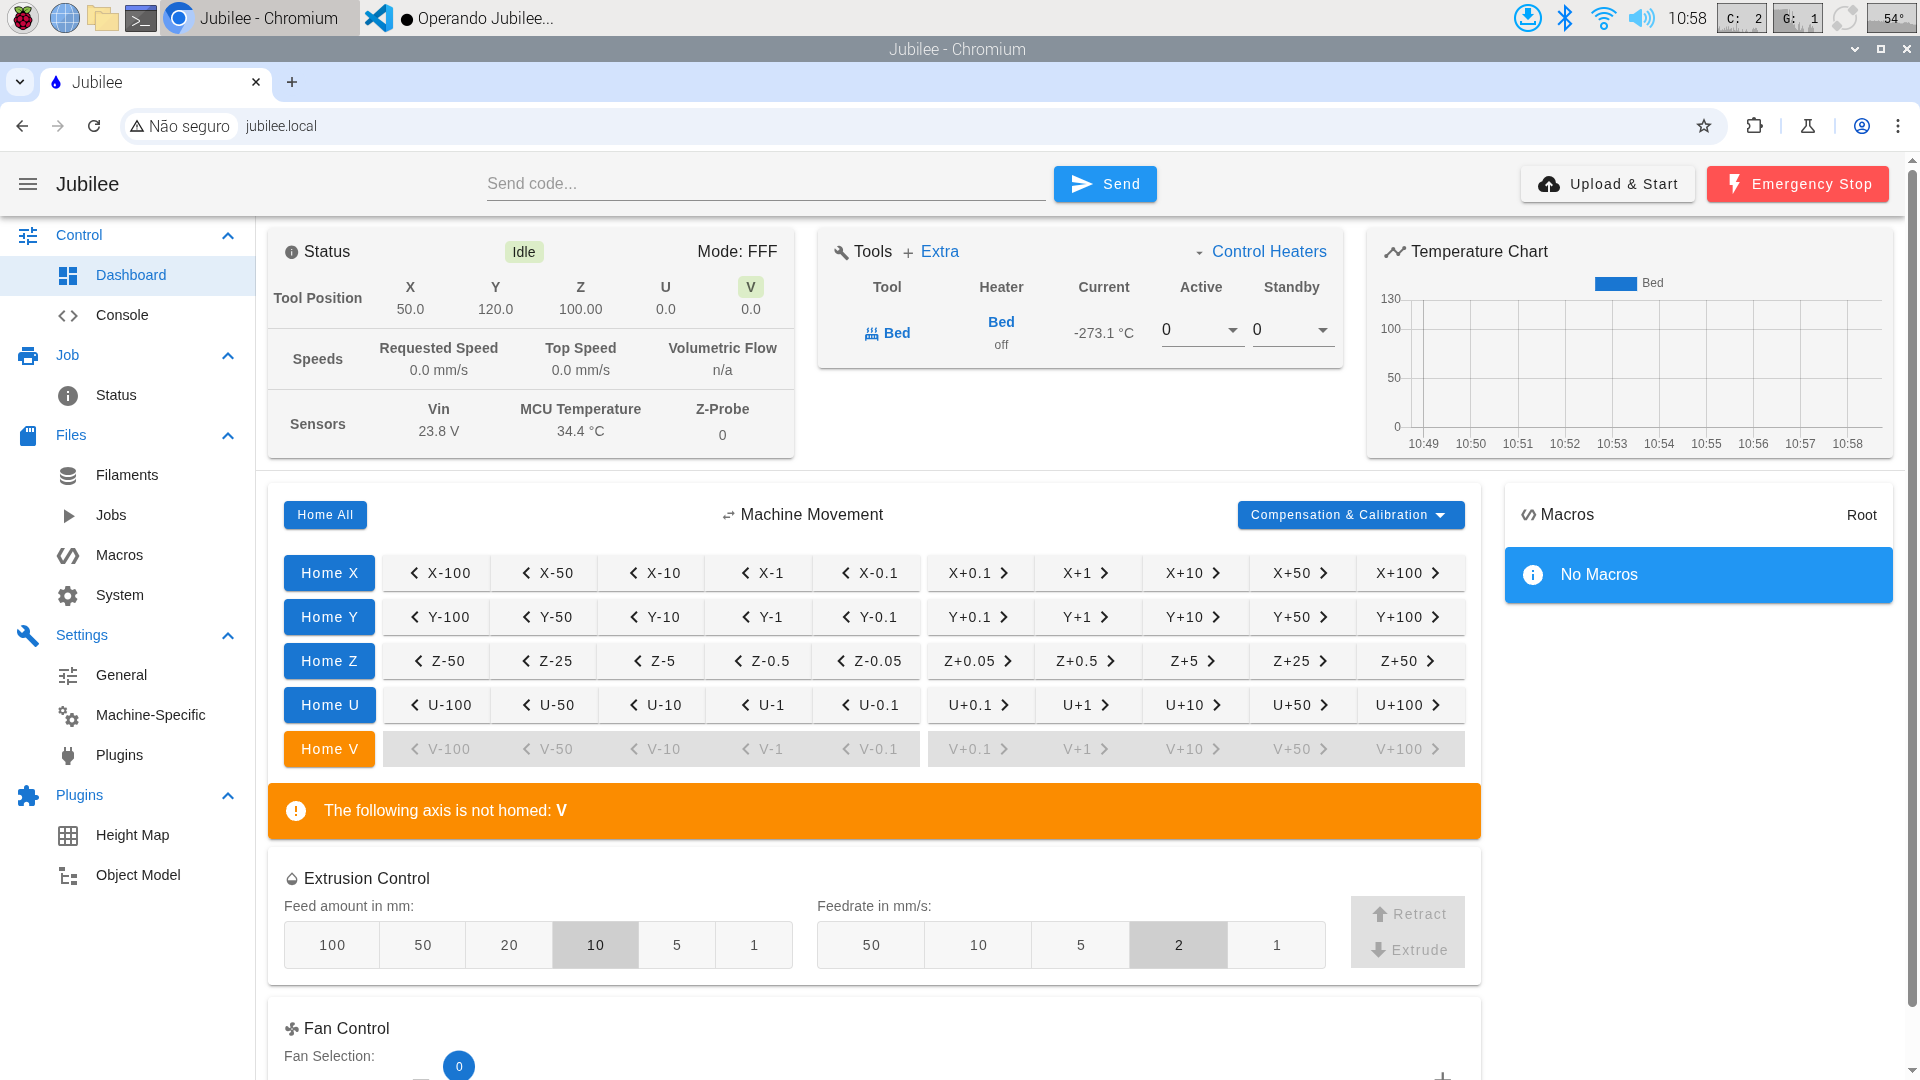 Jubilee - Chromium
Operando Jubilee...
10:58
C: 2
G: 1
54°
Jubilee - Chromium
Jubilee
Não seguro
jubilee.local
Jubilee
Send code...
Send
Upload & Start
Emergency Stop
Control
Dashboard
Console
Job
Status
Files
Filaments
Jobs
Macros
System
Settings
General
Machine-Specific
Plugins
Plugins
Height Map
Object Model
Status
Idle
Mode: FFF
Tool Position
X Y Z U V
50.0 120.0 100.00 0.0 0.0
Speeds
Requested Speed Top Speed Volumetric Flow
0.0 mm/s 0.0 mm/s n/a
Sensors
Vin MCU Temperature Z-Probe
23.8 V 34.4 °C 0
Tools + Extra
Control Heaters
Tool Heater Current Active Standby
Bed
Bed
off
-273.1 °C
0
0
Temperature Chart
Bed
130
100
50
0
10:49 10:50 10:51 10:52 10:53 10:54 10:55 10:56 10:57 10:58
Home All
Machine Movement
Compensation & Calibration
Home X X-100 X-50 X-10 X-1 X-0.1 X+0.1 X+1 X+10 X+50 X+100
Home Y Y-100 Y-50 Y-10 Y-1 Y-0.1 Y+0.1 Y+1 Y+10 Y+50 Y+100
Home Z Z-50 Z-25 Z-5 Z-0.5 Z-0.05 Z+0.05 Z+0.5 Z+5 Z+25 Z+50
Home U U-100 U-50 U-10 U-1 U-0.1 U+0.1 U+1 U+10 U+50 U+100
Home V V-100 V-50 V-10 V-1 V-0.1 V+0.1 V+1 V+10 V+50 V+100
The following axis is not homed: V
Macros
Root
No Macros
Extrusion Control
Feed amount in mm:
100 50 20 10 5 1
Feedrate in mm/s:
50 10 5 2 1
Retract
Extrude
Fan Control
Fan Selection:
0